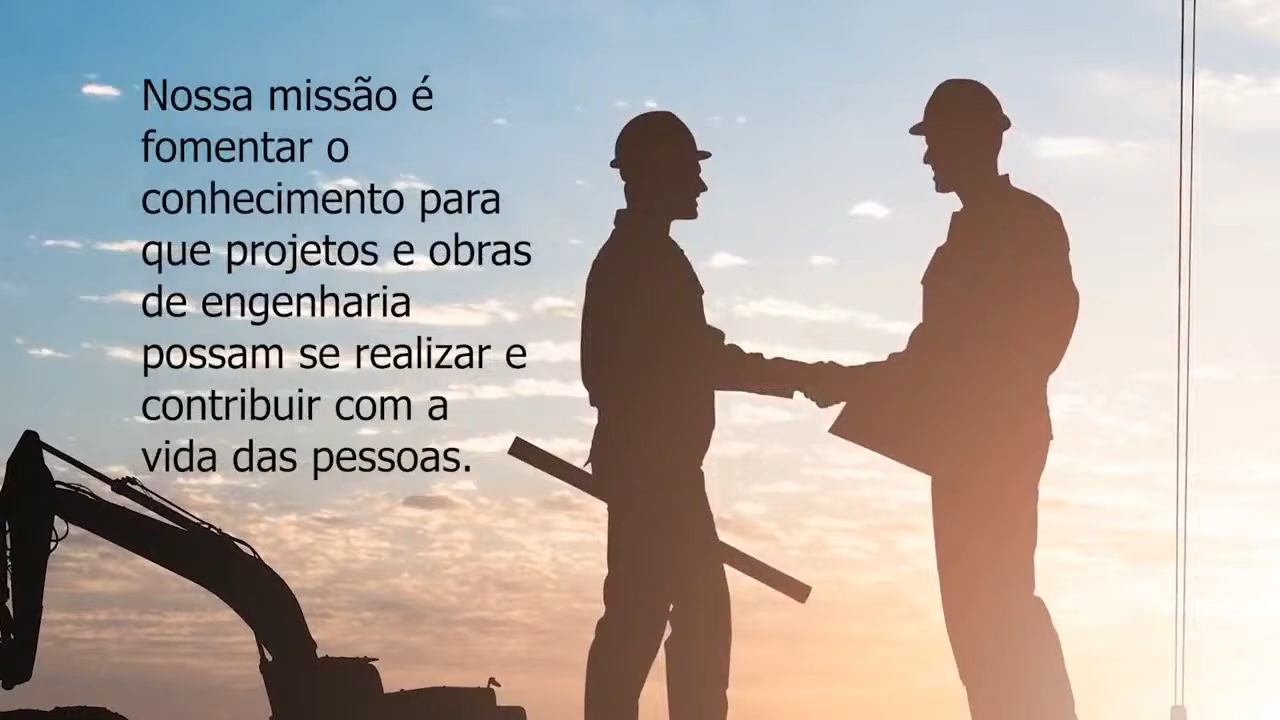 Nossa missão é
fomentar o
conhecimento para
que projetos e obras
de engenharia
possam se realizar e
contribuir com a
vida das pessoas.